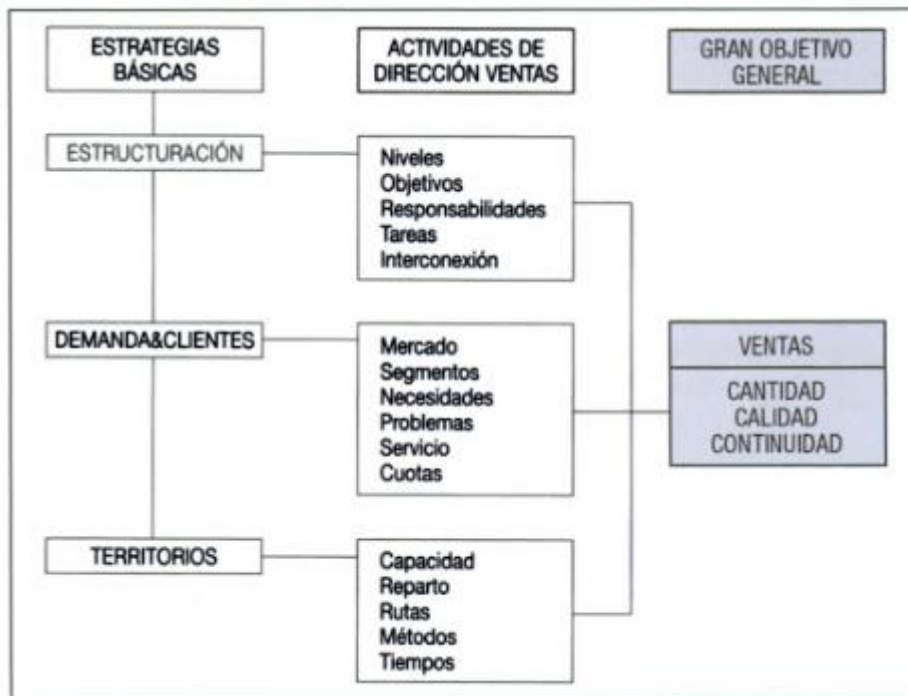 ESTRATEGIAS
BÁSICAS
ACTIVIDADES DE
DIRECCIÓN VENTAS
GRAN OBJETIVO
GENERAL
ESTRUCTURACIÓN
Niveles
Objetivos
Responsabilidades
Tareas
Interconexión
DEMANDA&CLIENTES
Mercado
Segmentos
Necesidades
Problemas
Servicio
Cuotas
VENTAS
CANTIDAD
CALIDAD
CONTINUIDAD
TERRITORIOS
Capacidad
Reparto
Rutas
Métodos
Tiempos